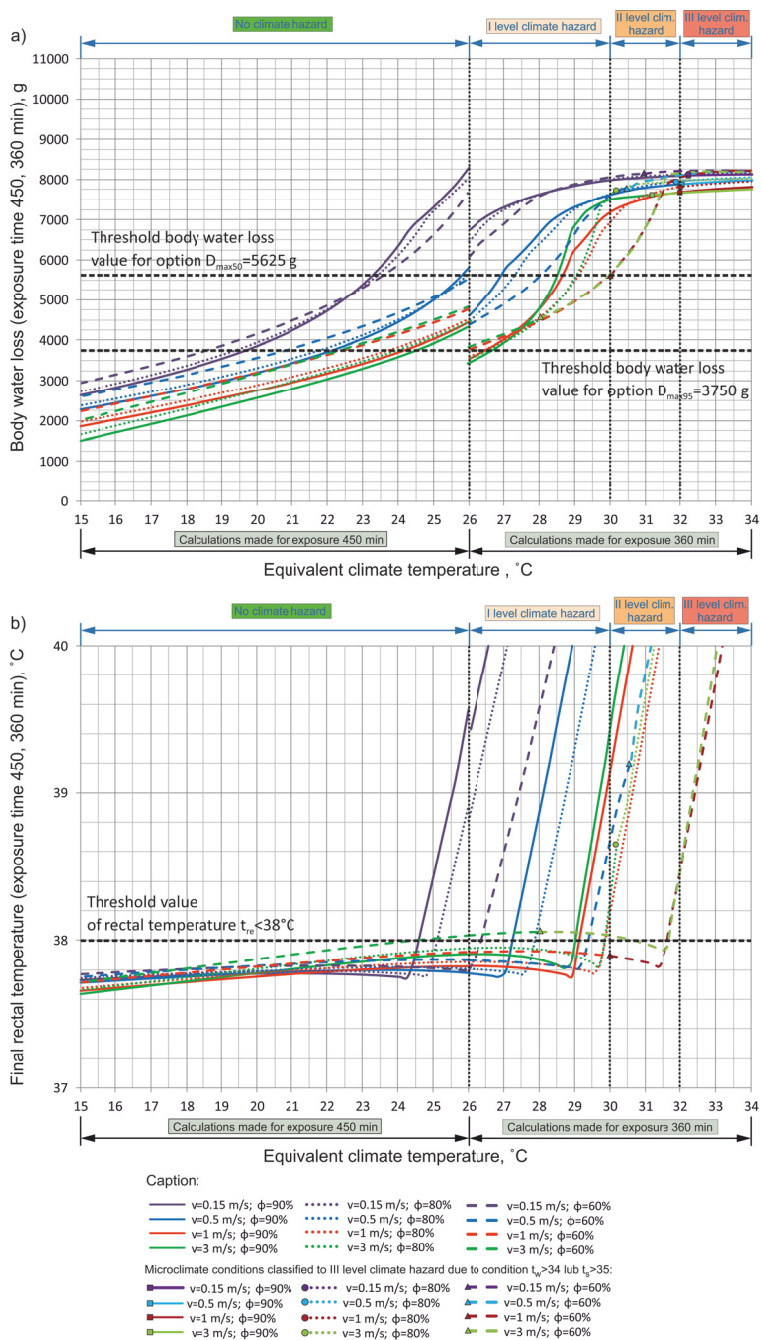 No climate hazard
I level climate hazard
II level clim. hazard
III level clim. hazard
a)
11000
10000
9000
8000
7000
6000
5000
4000
3000
2000
1000
0
Body water loss (exposure time 450, 360 min), g
Threshold body water loss
value for option Dmax50=5625 g
Threshold body water loss
value for option Dmax95=3750 g
15 16 17 18 19 20 21 22 23 24 25 26 27 28 29 30 31 32 33 34
Calculations made for exposure 450 min
Calculations made for exposure 360 min
Equivalent climate temperature , ˚C
No climate hazard
I level climate hazard
II level clim. hazard
III level clim. hazard
b)
40
39
38
37
Final rectal temperature (exposure time 450, 360 min), ˚C
Threshold value
of rectal temperature tre<38°C
15 16 17 18 19 20 21 22 23 24 25 26 27 28 29 30 31 32 33 34
Calculations made for exposure 450 min
Calculations made for exposure 360 min
Equivalent climate temperature, ˚C
Caption:
v=0.15 m/s; ϕ=90% v=0.15 m/s; ϕ=80% v=0.15 m/s; ϕ=60%
v=0.5 m/s; ϕ=90% v=0.5 m/s; ϕ=80% v=0.5 m/s; ϕ=60%
v=1 m/s; ϕ=90% v=1 m/s; ϕ=80% v=1 m/s; ϕ=60%
v=3 m/s; ϕ=90% v=3 m/s; ϕ=80% v=3 m/s; ϕ=60%
Microclimate conditions classified to III level climate hazard due to condition tw>34 lub ts>35:
v=0.15 m/s; ϕ=90% v=0.15 m/s; ϕ=80% v=0.15 m/s; ϕ=60%
v=0.5 m/s; ϕ=90% v=0.5 m/s; ϕ=80% v=0.5 m/s; ϕ=60%
v=1 m/s; ϕ=90% v=1 m/s; ϕ=80% v=1 m/s; ϕ=60%
v=3 m/s; ϕ=90% v=3 m/s; ϕ=80% v=3 m/s; ϕ=60%